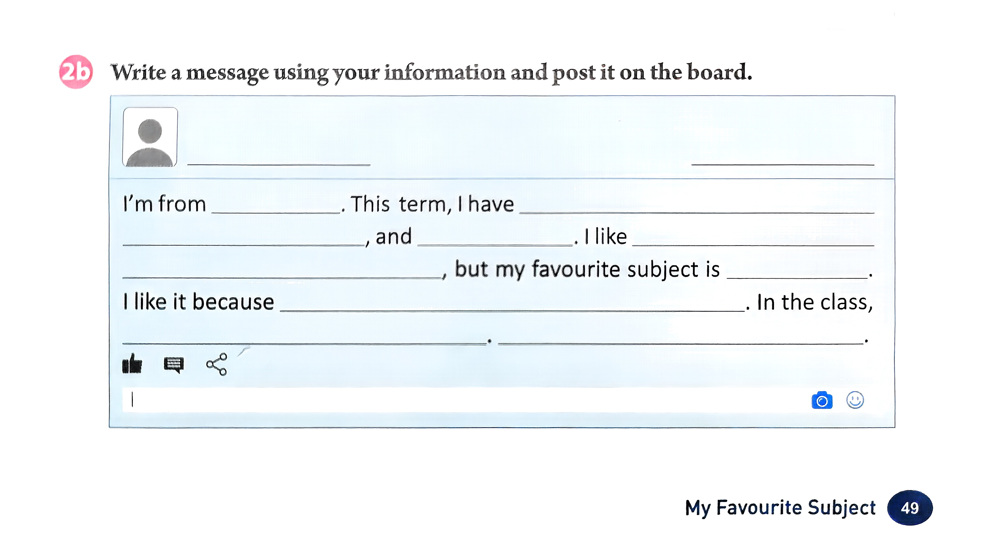 2b Write a message using your information and post it on the board.
I'm from ____________. This term, I have ____________
____________, and ____________. I like ____________
____________, but my favourite subject is ____________.
I like it because ____________. In the class,
____________. ____________.
My Favourite Subject 49